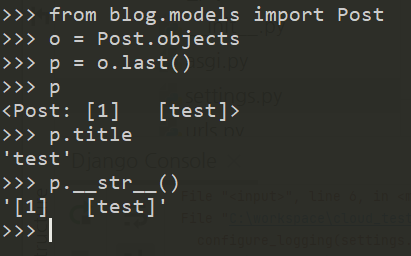 >>> from blog.models import Post
>>> o = Post.objects
>>> p = o.last()
>>> p
<Post: [1]   [test]>
>>> p.title
'test'
>>> p.__str__()
'[1]   [test]'
>>>